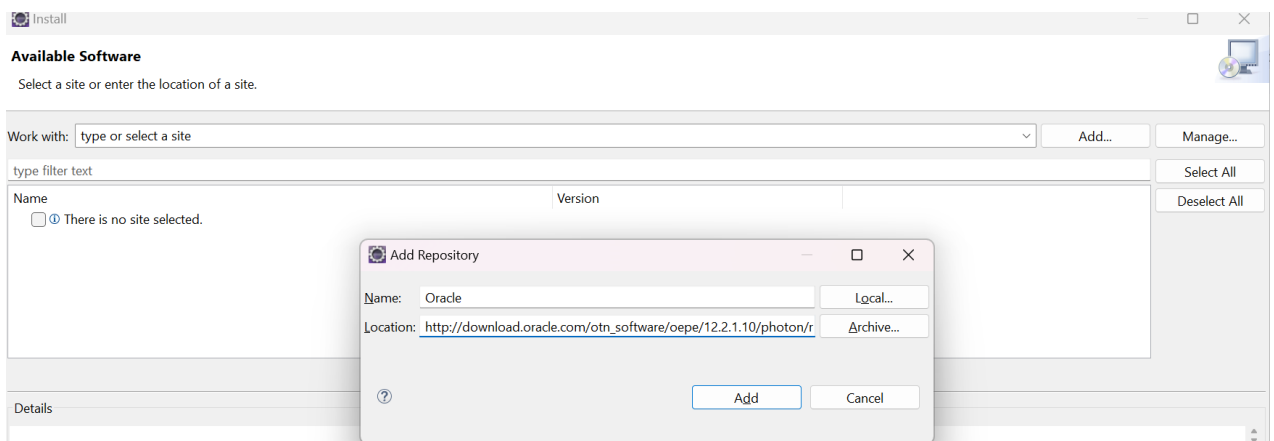 Install
Available Software
Select a site or enter the location of a site.
Work with: type or select a site Add... Manage...
type filter text Select All
Name Version Deselect All
There is no site selected.
Add Repository
Name: Oracle Local...
Location: http://download.oracle.com/otn_software/oepe/12.2.1.10/photon/r Archive...
Add Cancel
Details